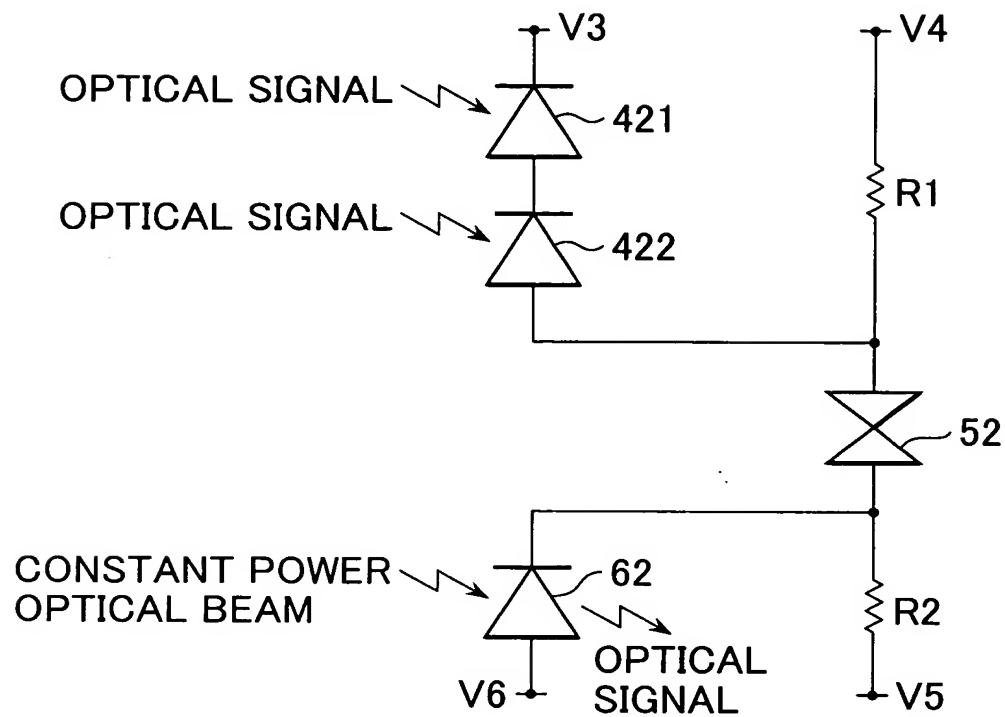 V3
V4
OPTICAL SIGNAL
421
R1
OPTICAL SIGNAL
422
52
CONSTANT POWER
OPTICAL BEAM
62
R2
OPTICAL
SIGNAL
V6
V5